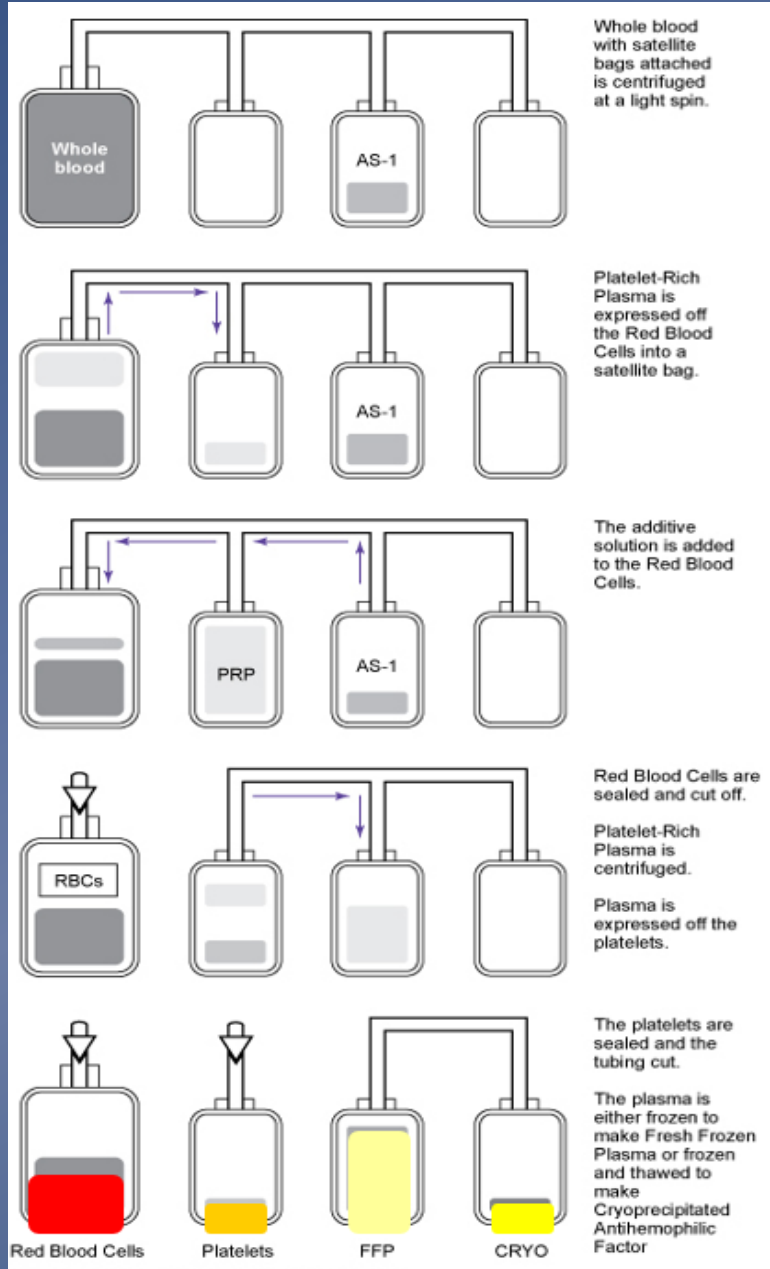 Whole blood
with satellite
bags attached
is centrifuged
at a light spin.
Whole
blood
AS-1
Platelet-Rich
Plasma is
expressed off
the Red Blood
Cells into a
satellite bag.
AS-1
The additive
solution is added
to the Red Blood
Cells.
PRP
AS-1
Red Blood Cells are
sealed and cut off.
Platelet-Rich
Plasma is
centrifuged.
Plasma is
expressed off the
platelets.
RBCs
The platelets are
sealed and the
tubing cut.
The plasma is
either frozen to
make Fresh Frozen
Plasma or frozen
and thawed to
make
Cryoprecipitated
Antihemophilic
Factor
Red Blood Cells
Platelets
FFP
CRYO